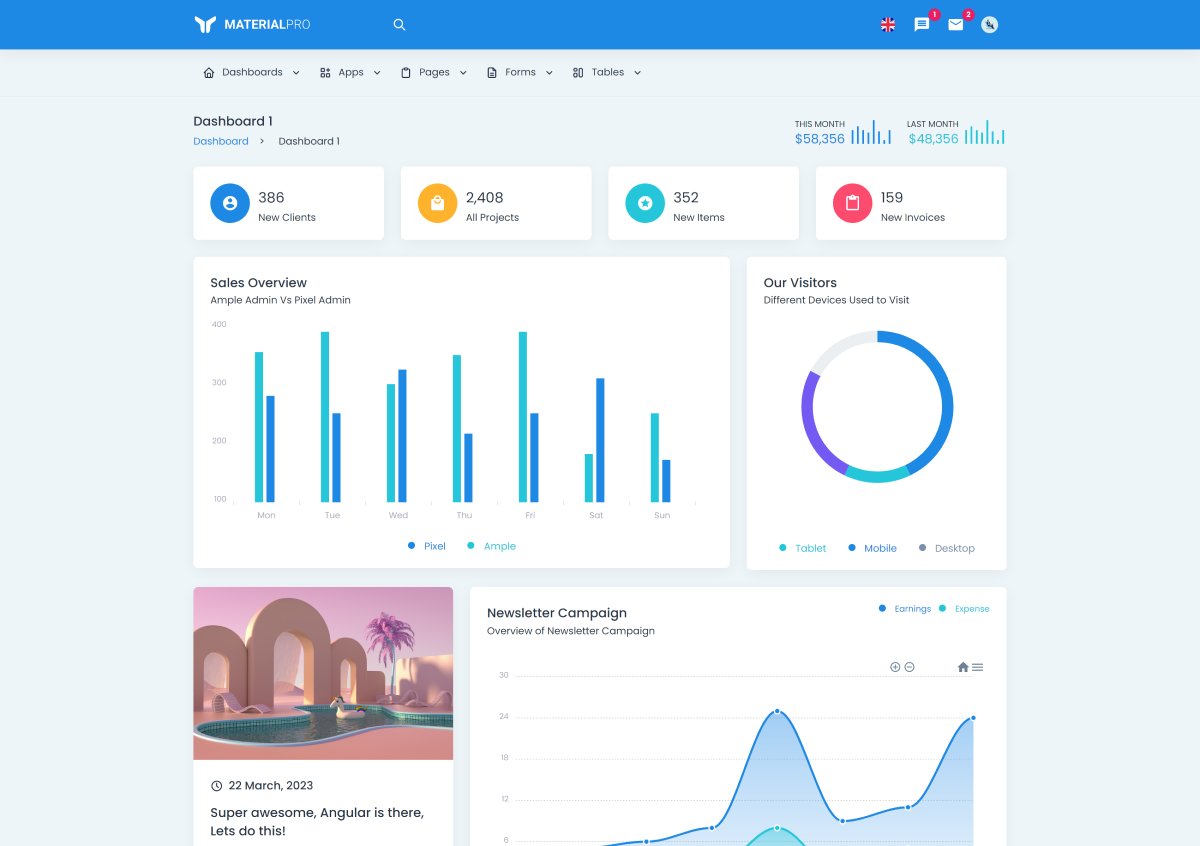 MATERIALPRO
1
2
Dashboards
Apps
Pages
Forms
Tables
Dashboard 1
Dashboard > Dashboard 1
THIS MONTH
$58,356
LAST MONTH
$48,356
386
New Clients
2,408
All Projects
352
New Items
159
New Invoices
Sales Overview
Ample Admin Vs Pixel Admin
400
300
200
100
Mon Tue Wed Thu Fri Sat Sun
Pixel Ample
Our Visitors
Different Devices Used to Visit
Tablet Mobile Desktop
22 March, 2023
Super awesome, Angular is there,
Lets do this!
Newsletter Campaign
Overview of Newsletter Campaign
Earnings Expense
30
24
18
12
6